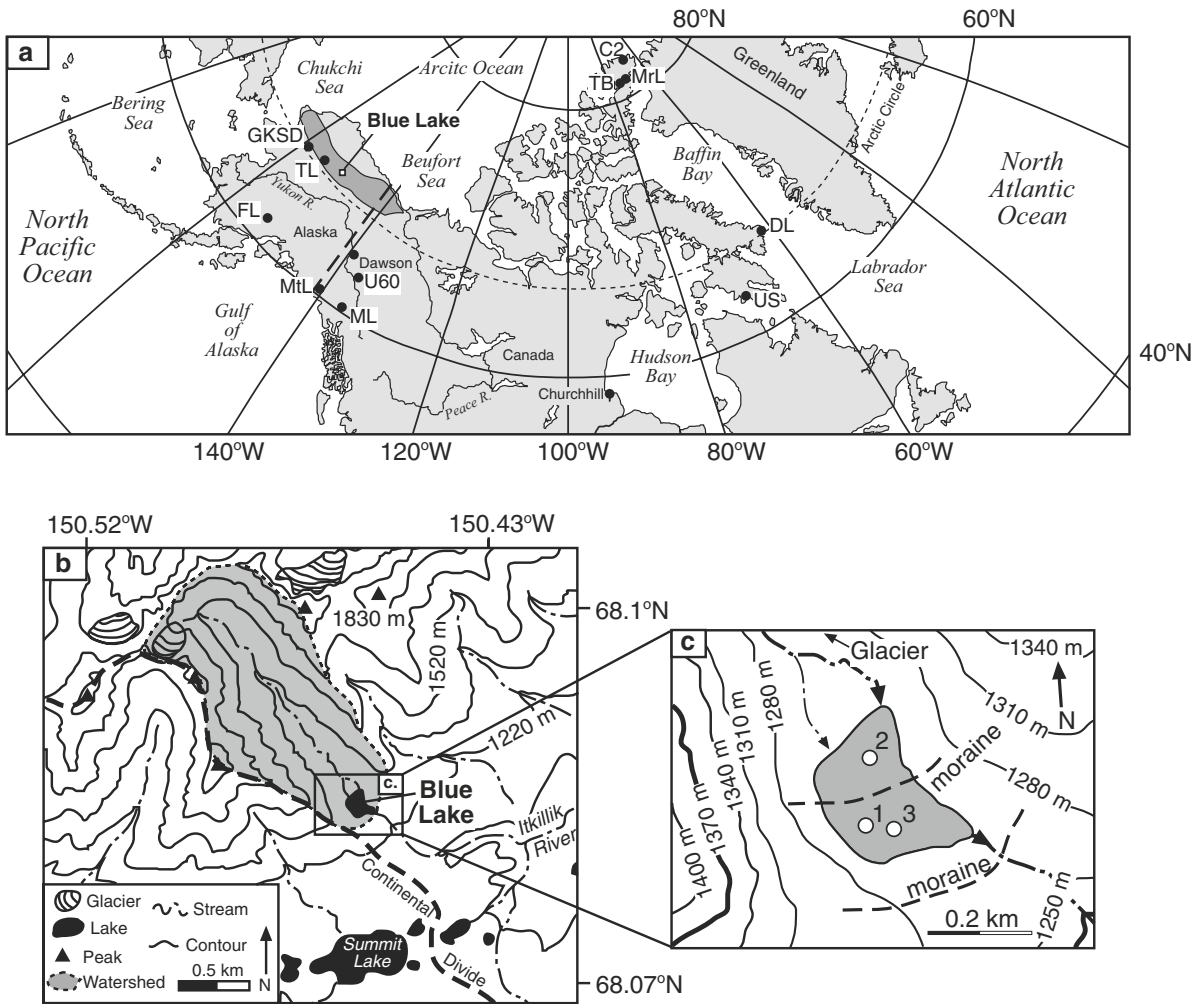 80°N
60°N
a
Chukchi
Sea
Arcitc Ocean
C2
TB
MrL
Greenland
Bering
Sea
GKSD
Blue Lake
TL
Beufort
Sea
Baffin
Bay
Arctic Circle
North
Atlantic
Ocean
Yukon R.
FL
Alaska
North
Pacific
Ocean
DL
Dawson
U60
Labrador
Sea
MtL
ML
US
Gulf
of
Alaska
Canada
Hudson
Bay
40°N
Peace R.
Churchhill
140°W
120°W
100°W
80°W
60°W
150.52°W
150.43°W
b
68.1°N
1830 m
1520 m
1220 m
c.
Blue
Lake
Itkillik
River
Continental
Divide
Summit
Lake
Glacier
Stream
Lake
Peak
Contour
Watershed
0.5 km
N
68.07°N
c
Glacier
1340 m
N
1280 m
1310 m
1340 m
1370 m
1400 m
1310 m
1280 m
2
moraine
1
3
moraine
0.2 km
1250 m